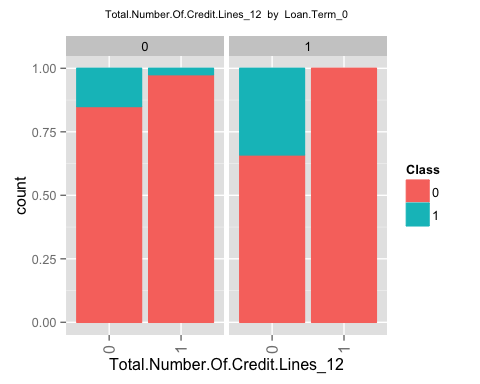 Total.Number.Of.Credit.Lines_12 by Loan.Term_0
0 1
1.00
0.75
0.50
0.25
0.00
count
0 1 0 1
Total.Number.Of.Credit.Lines_12
Class
0
1